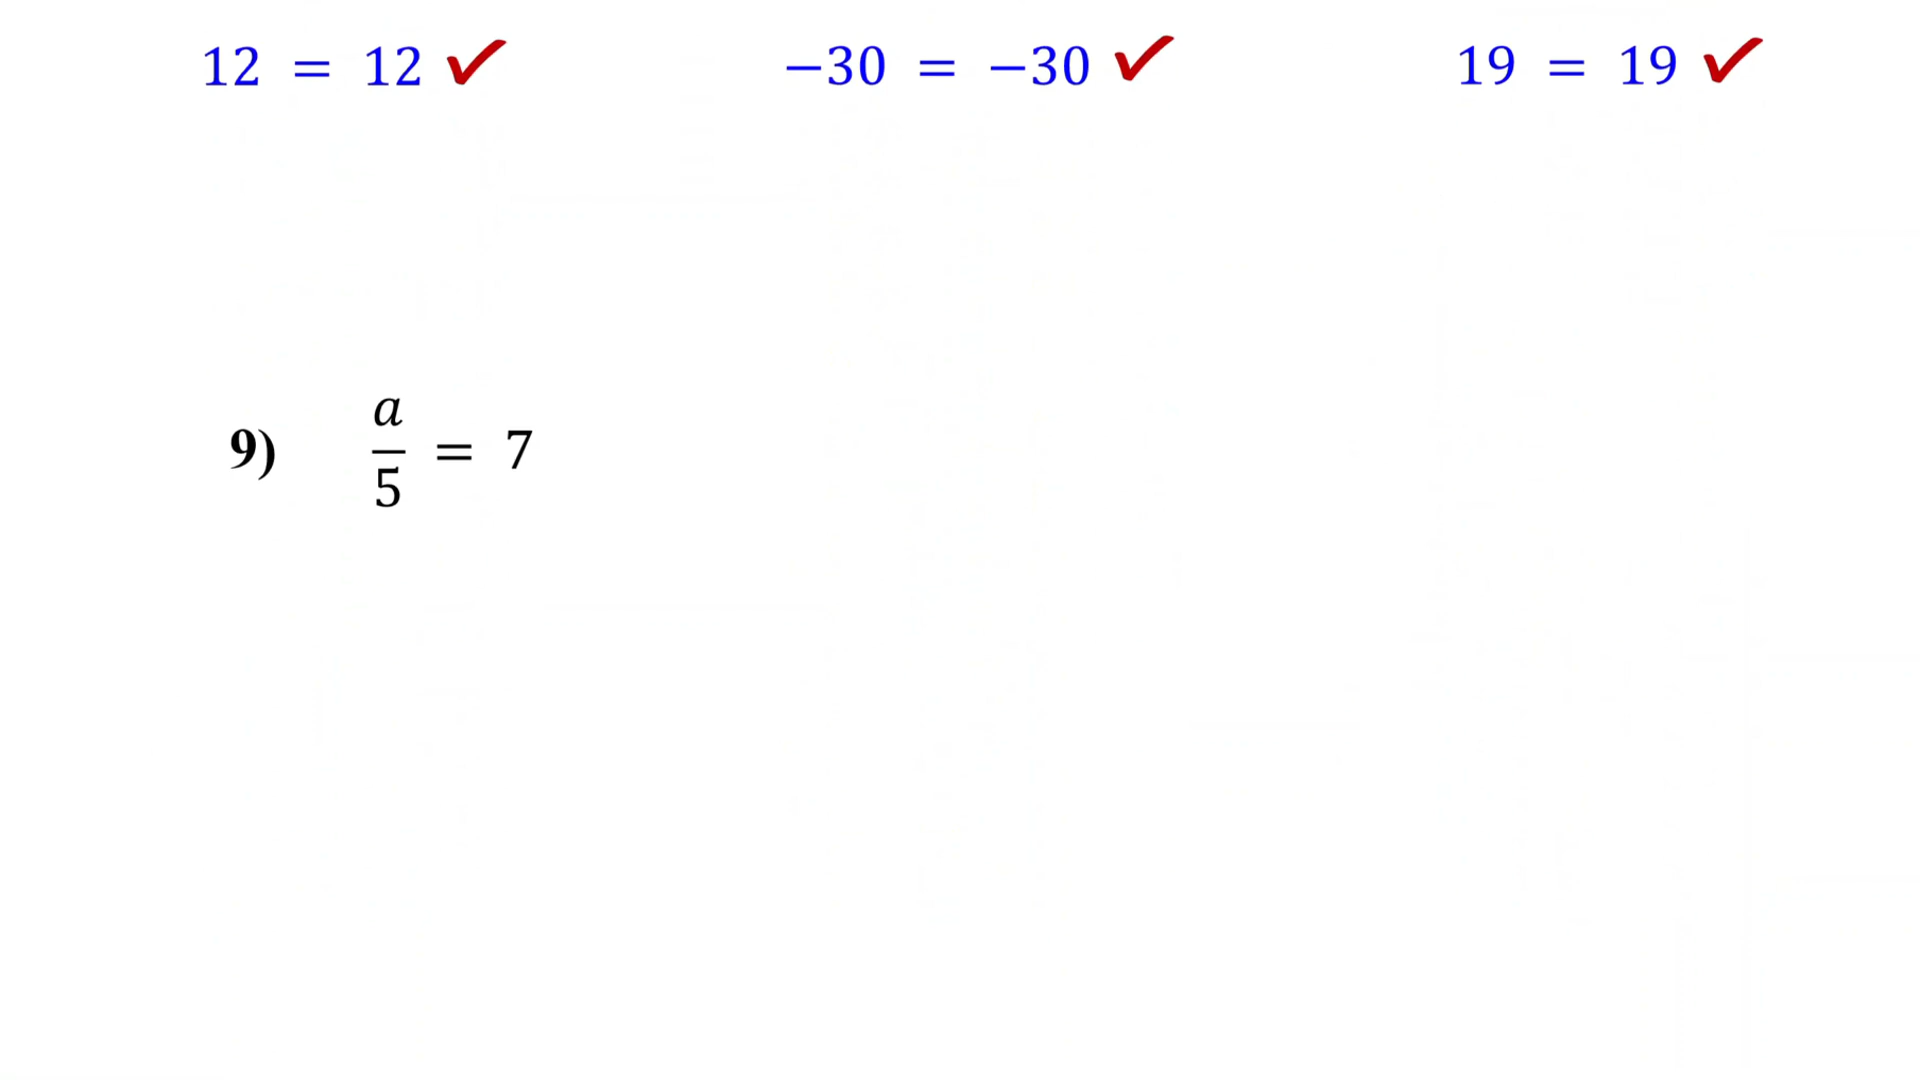 12 = 12 ✓
−30 = −30 ✓
19 = 19 ✓
9) a/5 = 7